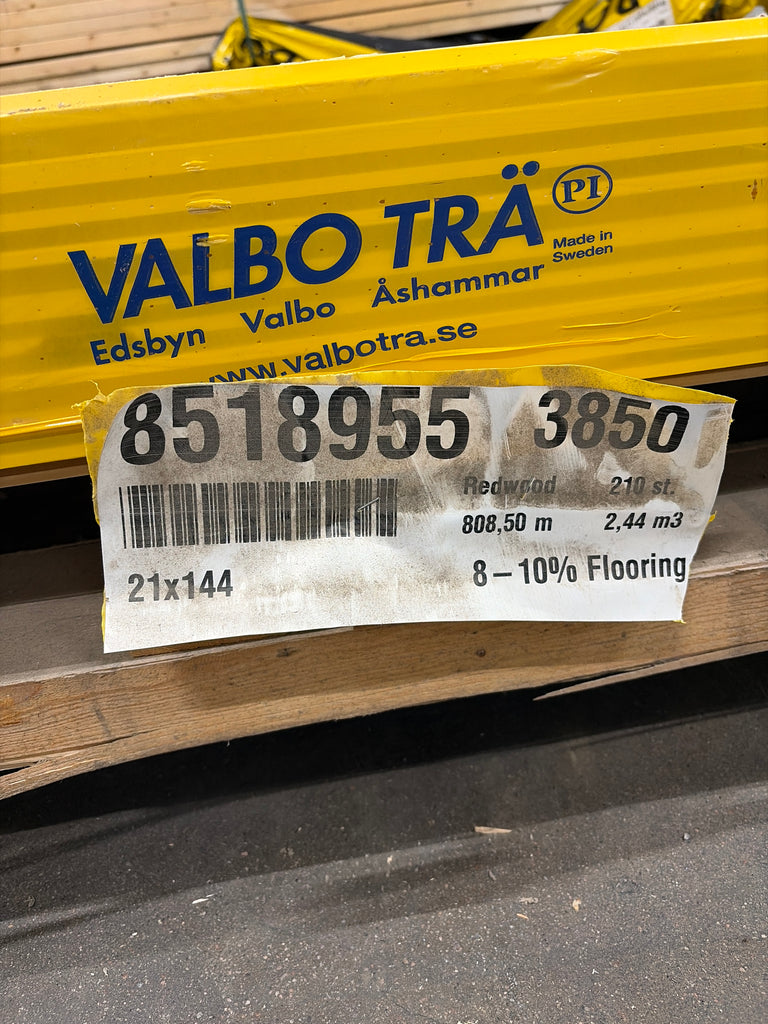 VALBO TRÄ PI
Made in
Sweden
Edsbyn Valbo Åshammar
www.valbotra.se
8518955 3850
Redwood 210 st.
808,50 m 2,44 m3
21x144 8–10% Flooring